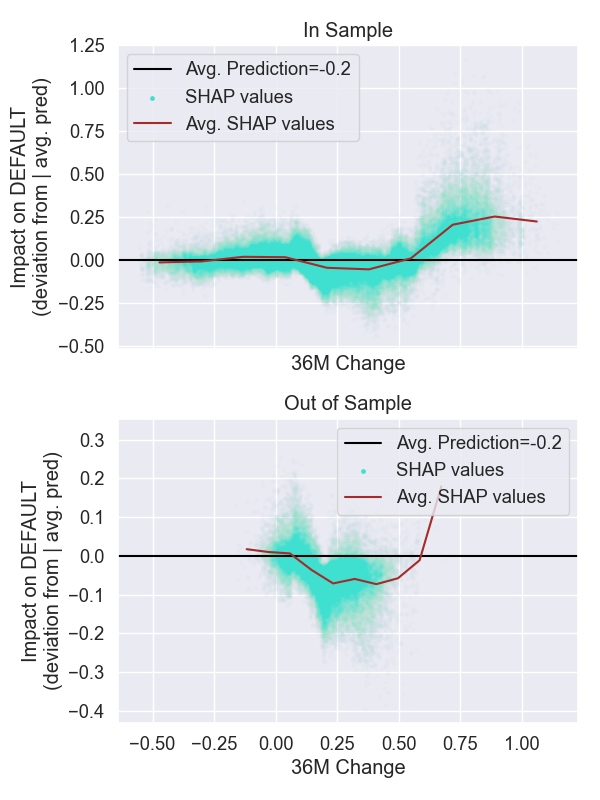 In Sample
1.25
1.00
0.75
0.50
0.25
0.00
−0.25
−0.50
Impact on DEFAULT
(deviation from | avg. pred)
Avg. Prediction=-0.2
SHAP values
Avg. SHAP values
36M Change
Out of Sample
0.3
0.2
0.1
0.0
−0.1
−0.2
−0.3
−0.4
Impact on DEFAULT
(deviation from | avg. pred)
Avg. Prediction=-0.2
SHAP values
Avg. SHAP values
−0.50 −0.25 0.00 0.25 0.50 0.75 1.00
36M Change